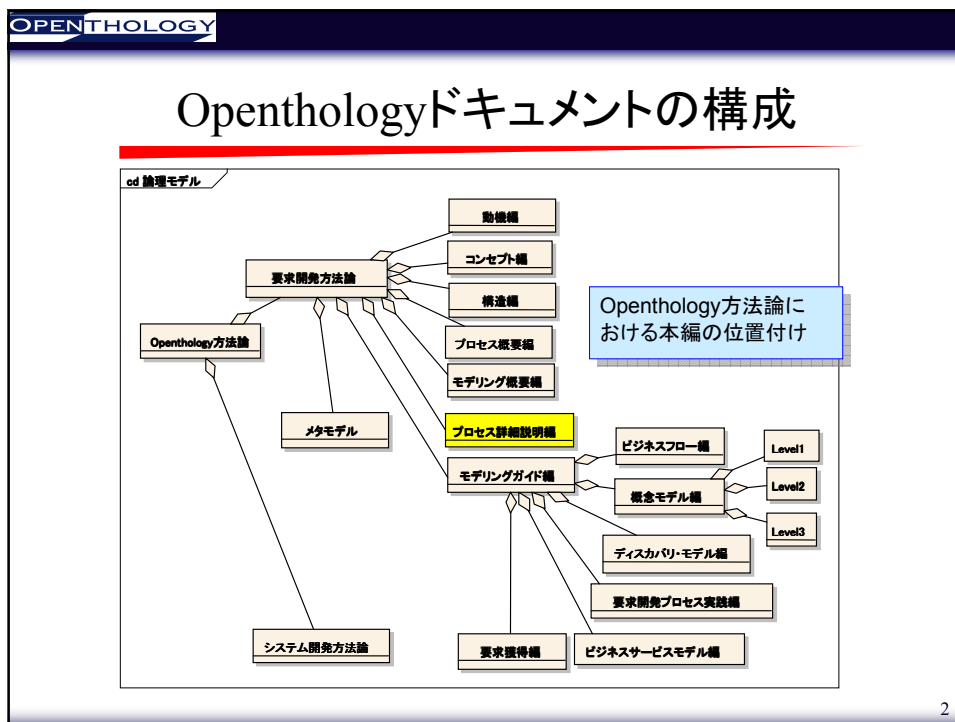 OPENTHOLOGY
Openthologyドキュメントの構成
cd 論理モデル
動機編
コンセプト編
要求開発方法論
構造編
Openthology方法論に
おける本編の位置付け
Openthology方法論
プロセス概要編
モデリング概要編
メタモデル
プロセス詳細説明編
ビジネスフロー編
Level1
モデリングガイド編
概念モデル編
Level2
Level3
ディスカバリ・モデル編
要求開発プロセス実践編
システム開発方法論
要求獲得編
ビジネスサービスモデル編
2